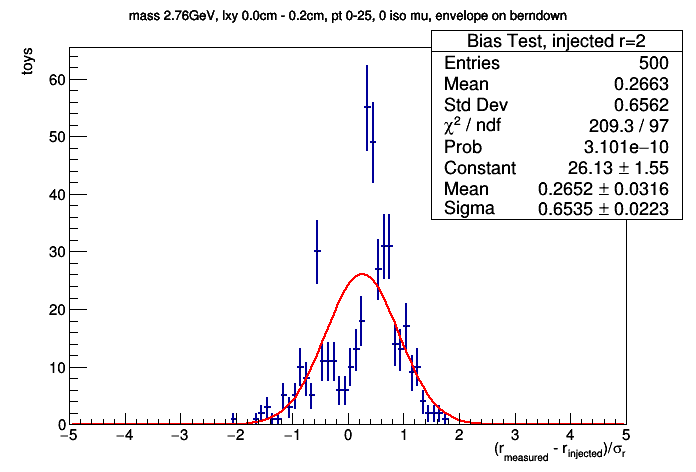 mass 2.76GeV, lxy 0.0cm - 0.2cm, pt 0-25, 0 iso mu, envelope on berndown
Bias Test, injected r=2
Entries 500
Mean 0.2663
Std Dev 0.6562
χ² / ndf 209.3 / 97
Prob 3.101e−10
Constant 26.13 ± 1.55
Mean 0.2652 ± 0.0316
Sigma 0.6535 ± 0.0223
toys
60
50
40
30
20
10
0
−5 −4 −3 −2 −1 0 1 2 3 4 5
(r_measured - r_injected)/σ_r